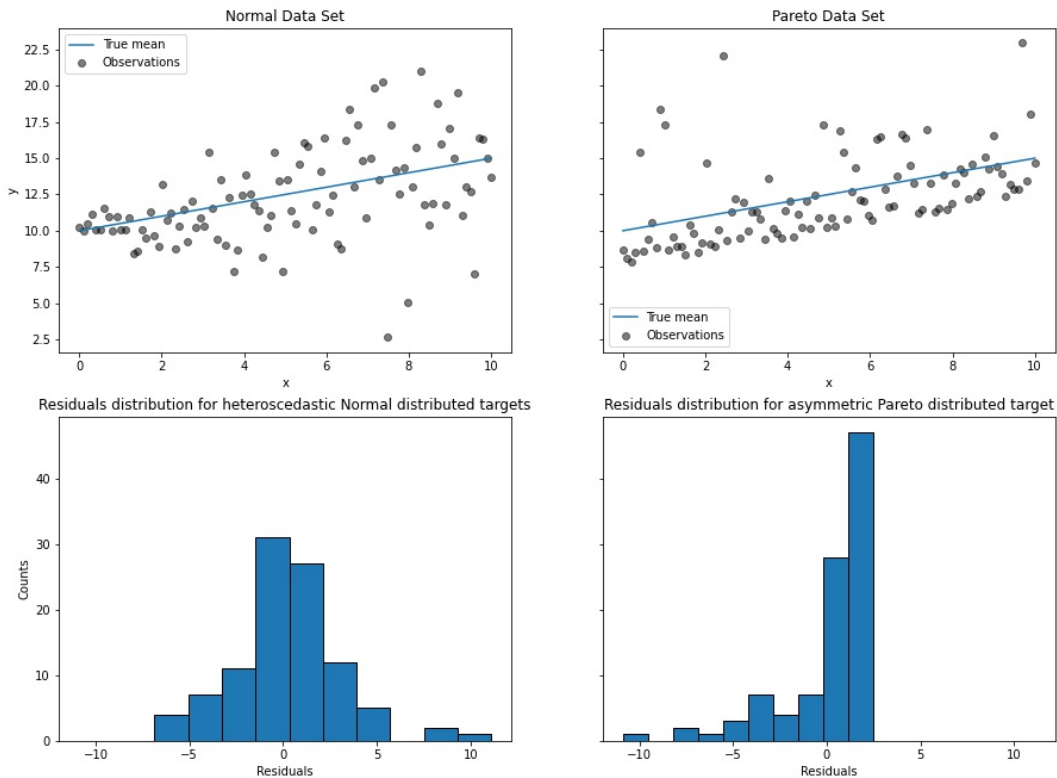 Normal Data Set
True mean
Observations
22.5
20.0
17.5
15.0
12.5
10.0
7.5
5.0
2.5
y
0 2 4 6 8 10
x
Pareto Data Set
True mean
Observations
0 2 4 6 8 10
x
Residuals distribution for heteroscedastic Normal distributed targets
40
30
20
10
0
Counts
−10 −5 0 5 10
Residuals
Residuals distribution for asymmetric Pareto distributed target
−10 −5 0 5 10
Residuals